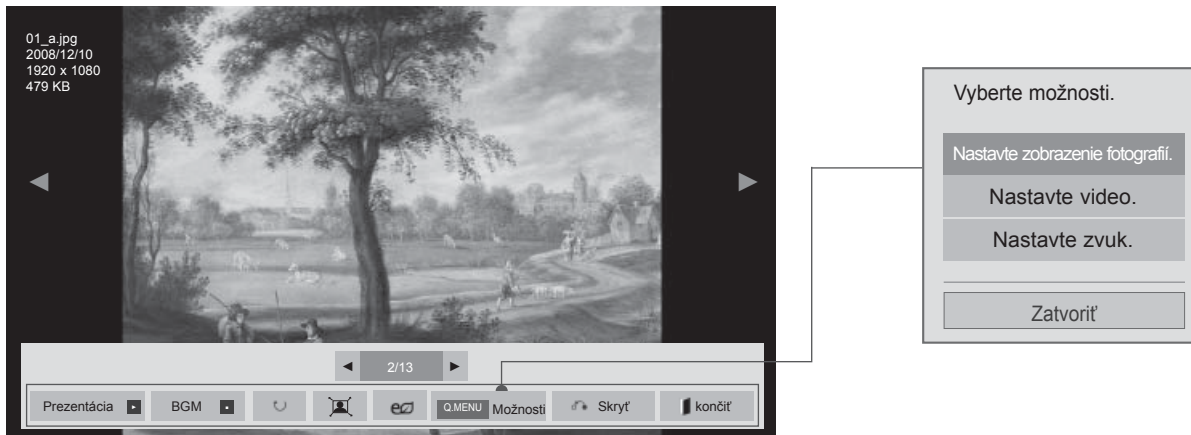 01_a.jpg
2008/12/10
1920 x 1080
479 KB
2/13
Prezentácia BGM Q.MENU Možnosti Skryť končiť
Vyberte možnosti.
Nastavte zobrazenie fotografií.
Nastavte video.
Nastavte zvuk.
Zatvoriť